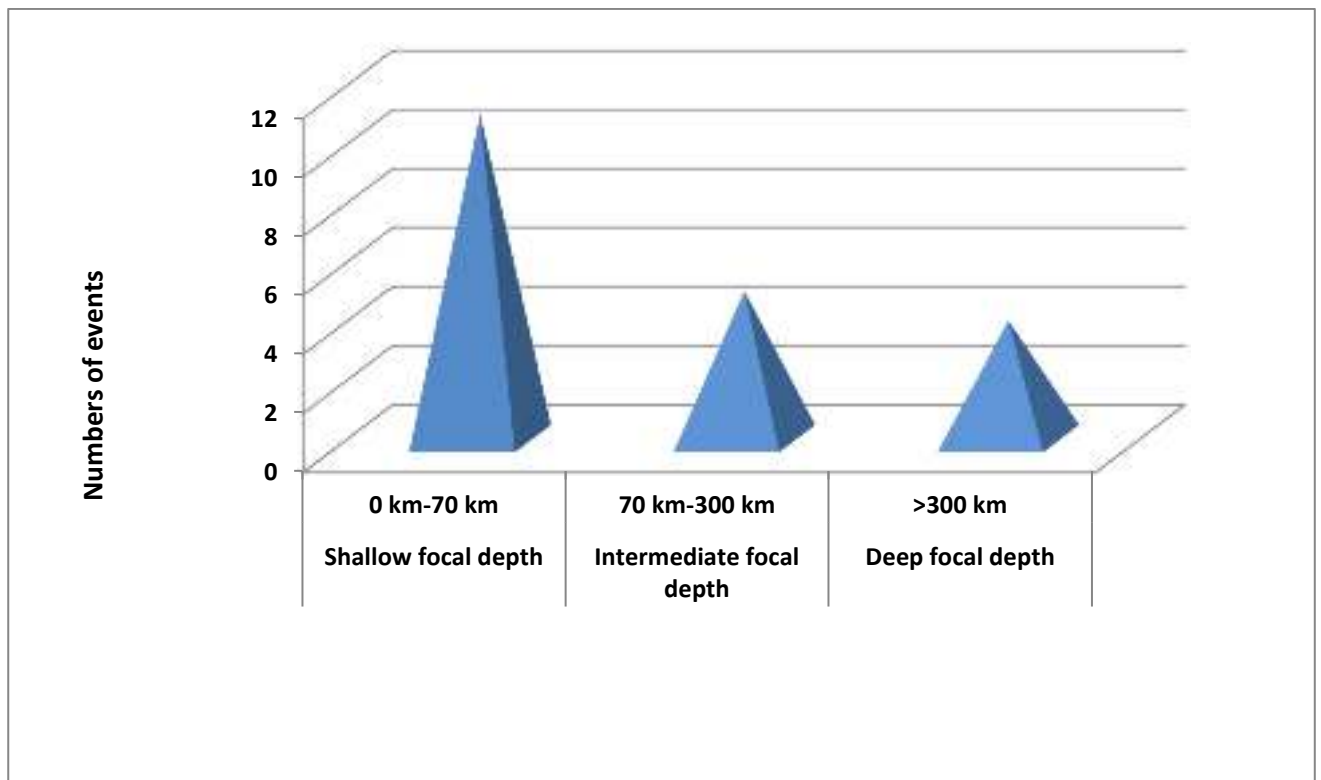 12
10
8
6
4
2
0
Numbers of events
0 km-70 km
70 km-300 km
>300 km
Shallow focal depth
Intermediate focal
depth
Deep focal depth